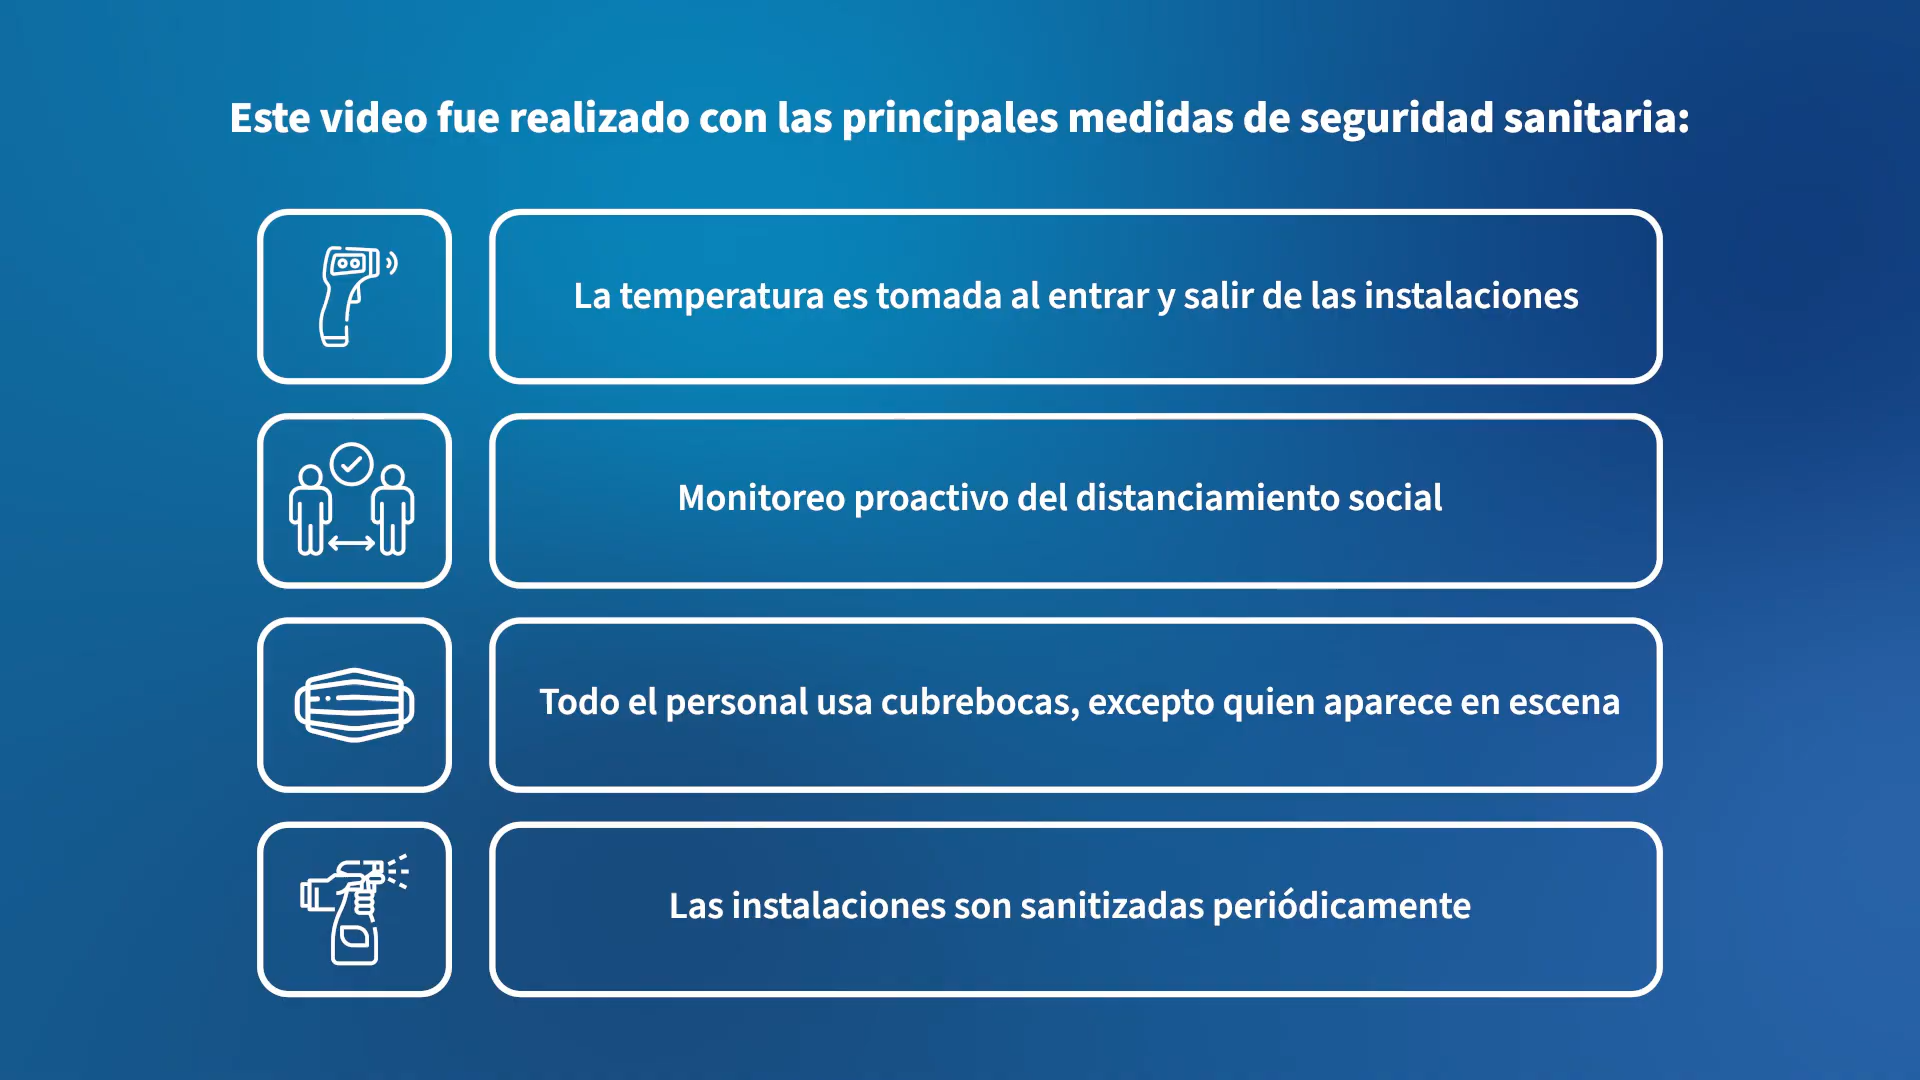 Este video fue realizado con las principales medidas de seguridad sanitaria:
La temperatura es tomada al entrar y salir de las instalaciones
Monitoreo proactivo del distanciamiento social
Todo el personal usa cubrebocas, excepto quien aparece en escena
Las instalaciones son sanitizadas periódicamente